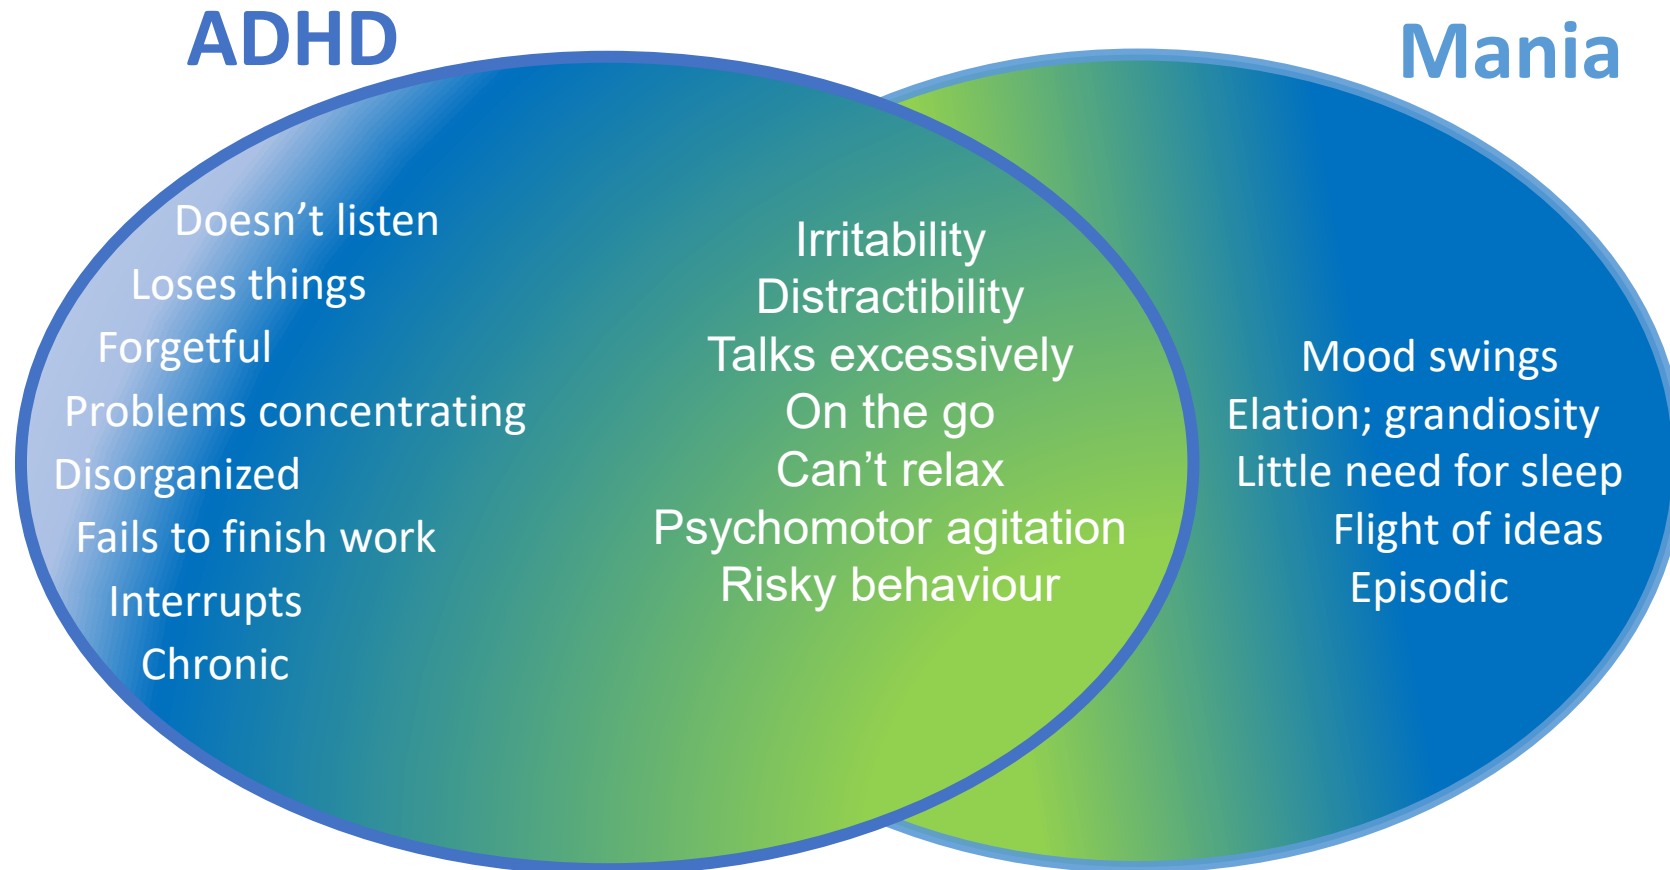 ADHD
Mania
Doesn’t listen
Loses things
Forgetful
Problems concentrating
Disorganized
Fails to finish work
Interrupts
Chronic
Irritability
Distractibility
Talks excessively
On the go
Can’t relax
Psychomotor agitation
Risky behaviour
Mood swings
Elation; grandiosity
Little need for sleep
Flight of ideas
Episodic